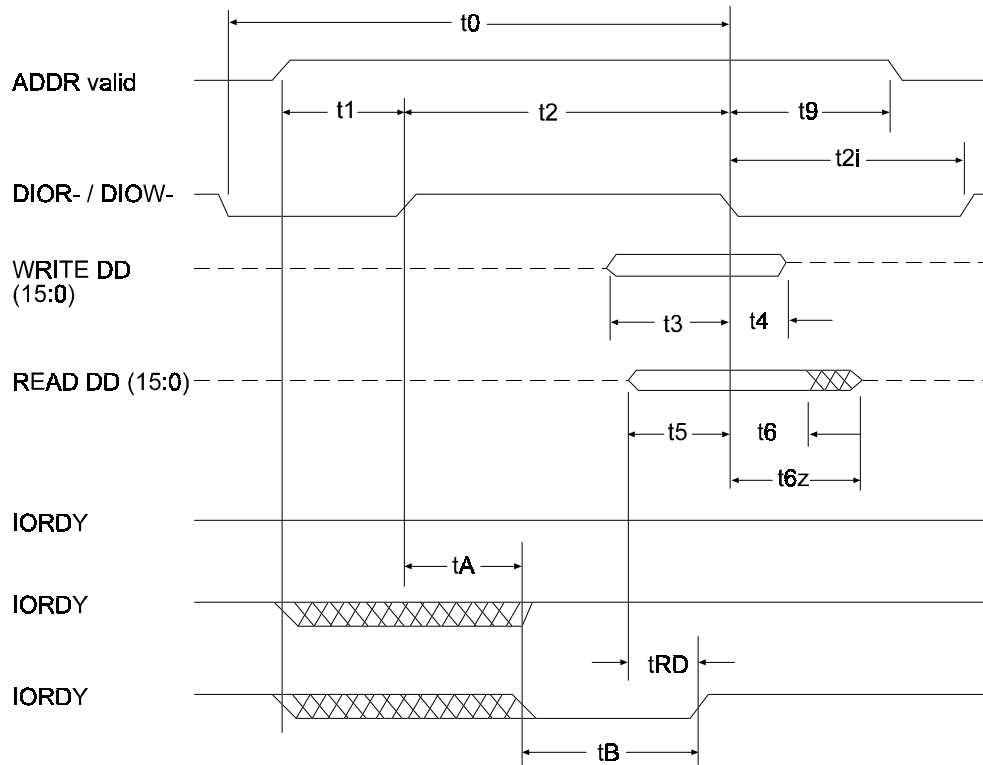 t0
ADDR valid
t1
t2
t9
t2i
DIOR- / DIOW-
WRITE DD
(15:0)
t3
t4
READ DD (15:0)
t5
t6
t6z
IORDY
tA
IORDY
tRD
IORDY
tB